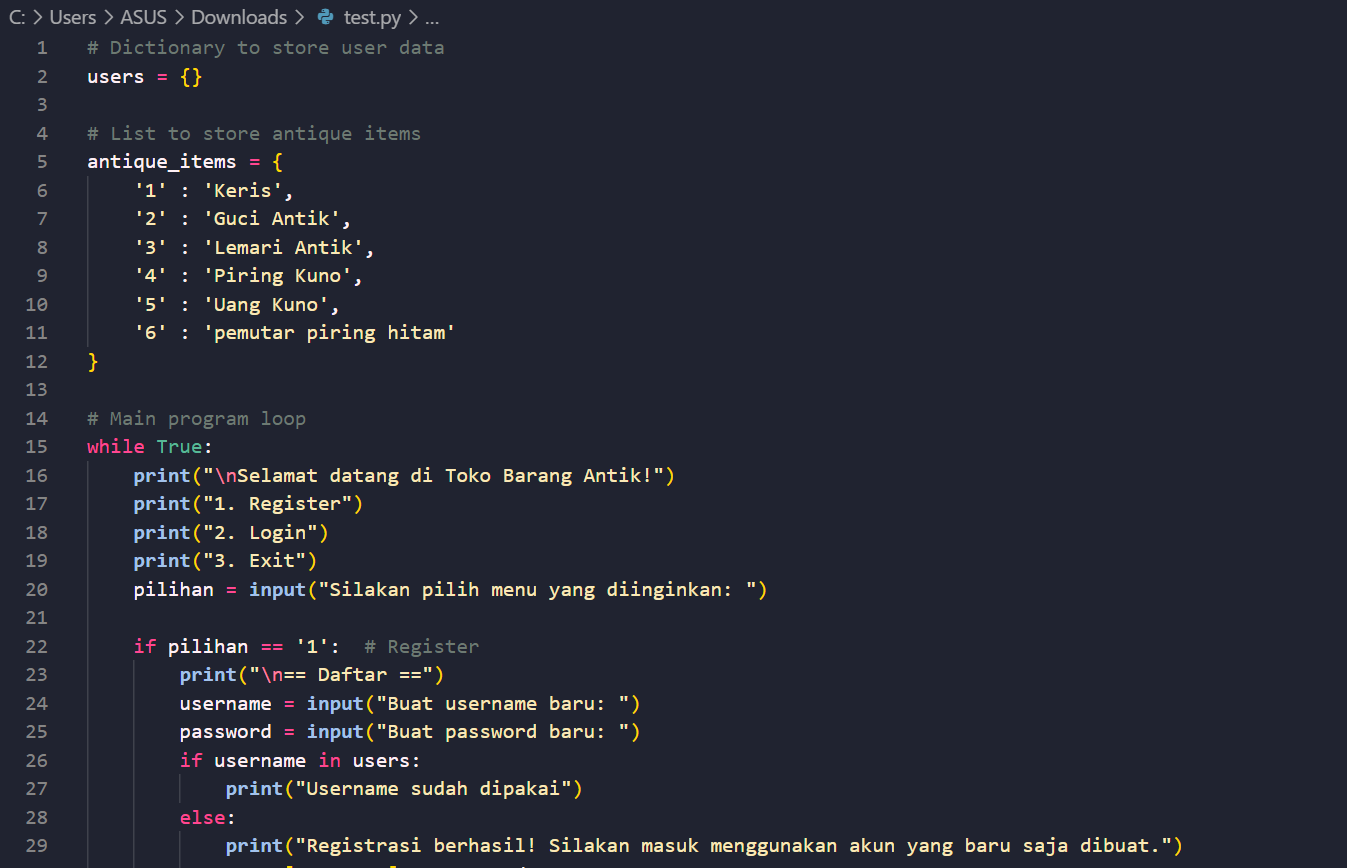 C: > Users > ASUS > Downloads > test.py > ...
1 # Dictionary to store user data
2 users = {}
3
4 # List to store antique items
5 antique_items = {
6     '1' : 'Keris',
7     '2' : 'Guci Antik',
8     '3' : 'Lemari Antik',
9     '4' : 'Piring Kuno',
10     '5' : 'Uang Kuno',
11     '6' : 'pemutar piring hitam'
12 }
13
14 # Main program loop
15 while True:
16     print("\nSelamat datang di Toko Barang Antik!")
17     print("1. Register")
18     print("2. Login")
19     print("3. Exit")
20     pilihan = input("Silakan pilih menu yang diinginkan: ")
21
22     if pilihan == '1':  # Register
23         print("\n== Daftar ==")
24         username = input("Buat username baru: ")
25         password = input("Buat password baru: ")
26         if username in users:
27             print("Username sudah dipakai")
28         else:
29             print("Registrasi berhasil! Silakan masuk menggunakan akun yang baru saja dibuat.")